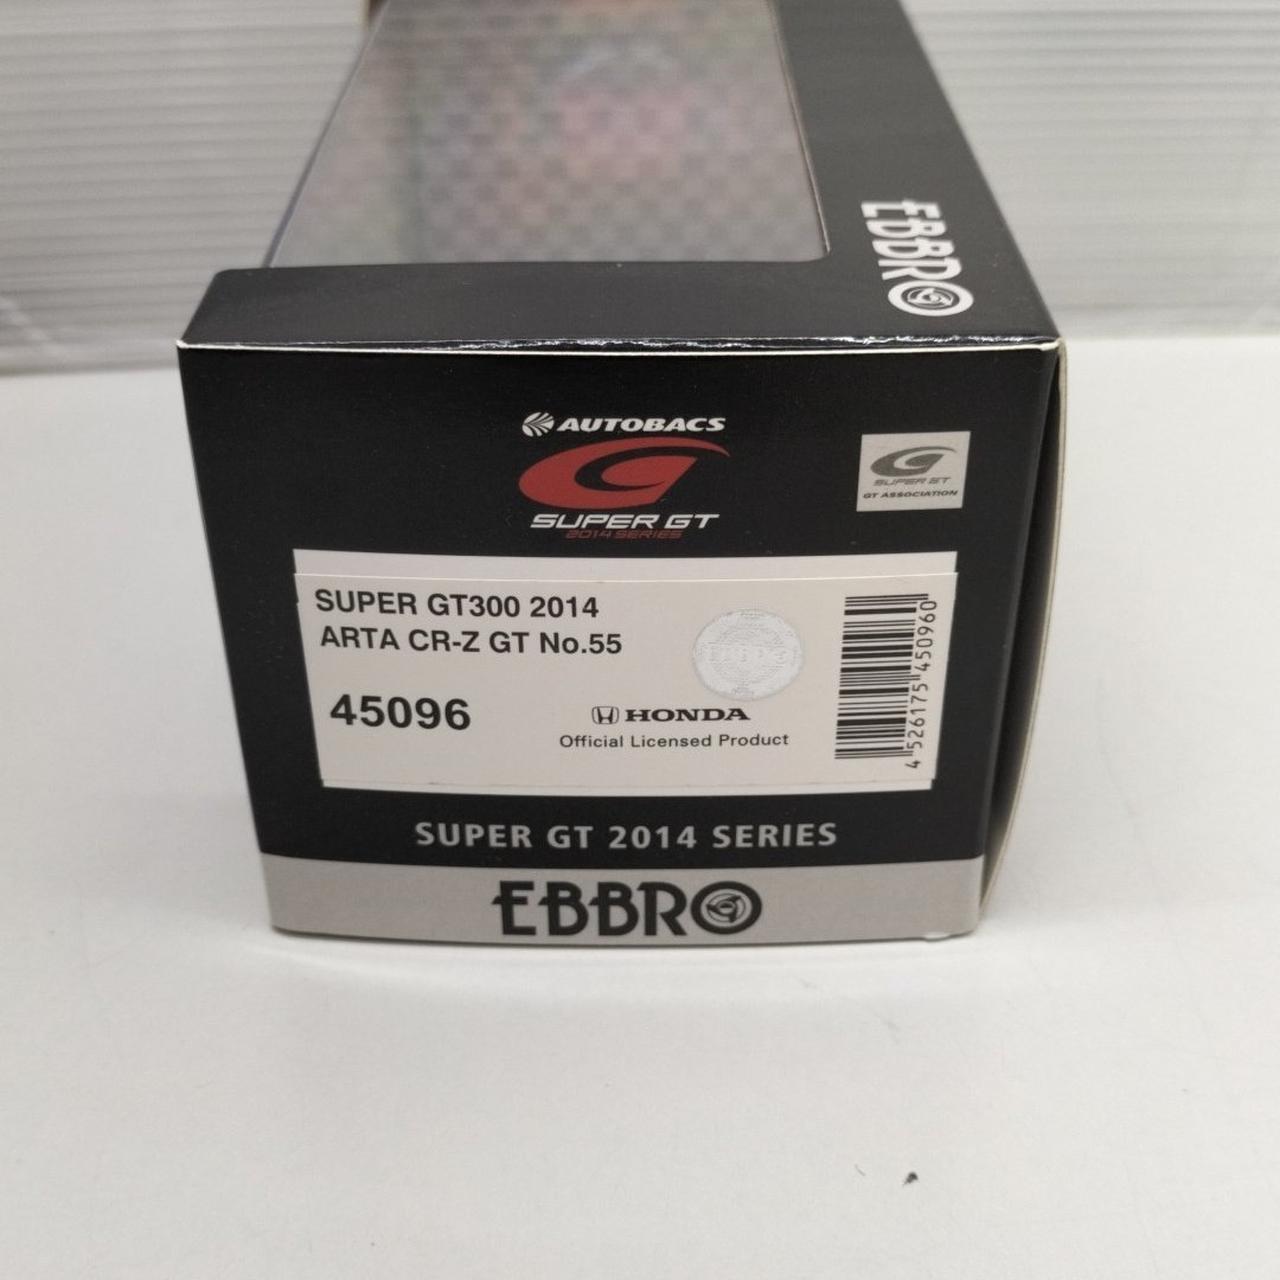 EBBRO
AUTOBACS
SUPER GT
2014 SERIES
SUPER GT
GT ASSOCIATION
SUPER GT300 2014
ARTA CR-Z GT No.55
45096
EBBRO
HONDA
Official Licensed Product
4 526175 450960
SUPER GT 2014 SERIES
EBBRO